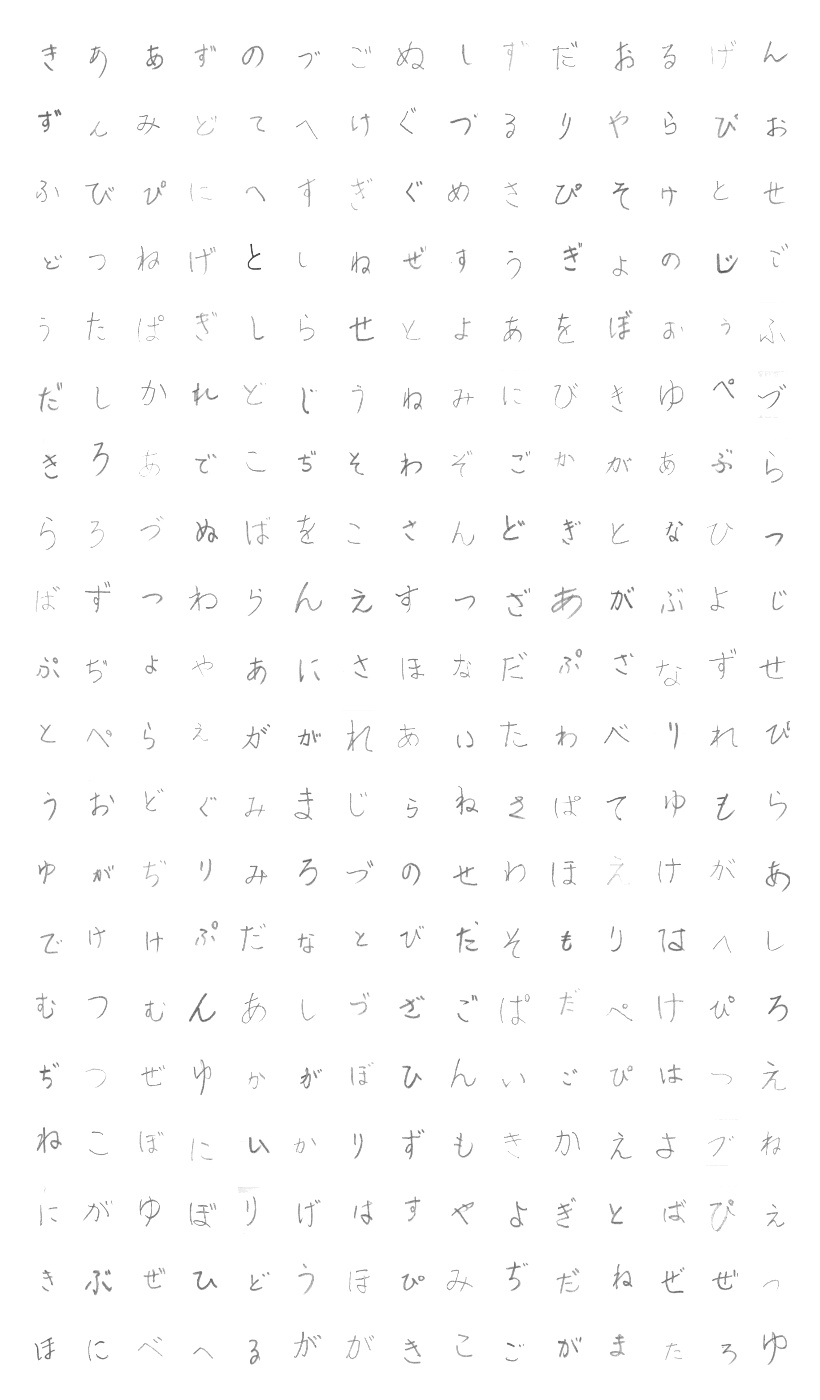 きああずのづごぬしずだおるげん
ずんみどてへけぐづるりやらぴお
ふびぴにへすぎぐめさぴそけとせ
どつねげとしねぜすうぎょのじご
うたぱぎしらせとよあをぼおうふ
だしかれどじうねみにびきゆぺづ
きろあでこぢそわぞごかがあぶら
らろづぬばをこさんどぎとなひっ
ばずつわらんえすつざあがぶよじ
ぷぢょやあにさほなだぷざなずせ
とぺらえががれあいたわべりれび
うおどぐみまじらねさぱてゆもら
ゆがぢりみろづのせわほえけがあ
でけけぷだなとびだそもりはへし
むつむんあしづざごぱだぺけぴろ
ぢつぜゆかがぼひんいごぴはつえ
ねこぼにいかりずもきかえよづね
にがゆぼりげはすやよぎとばぴえ
きぶぜひどうほぴみぢだねぜぜっ
ほにべへるががきこごがまたろゆ